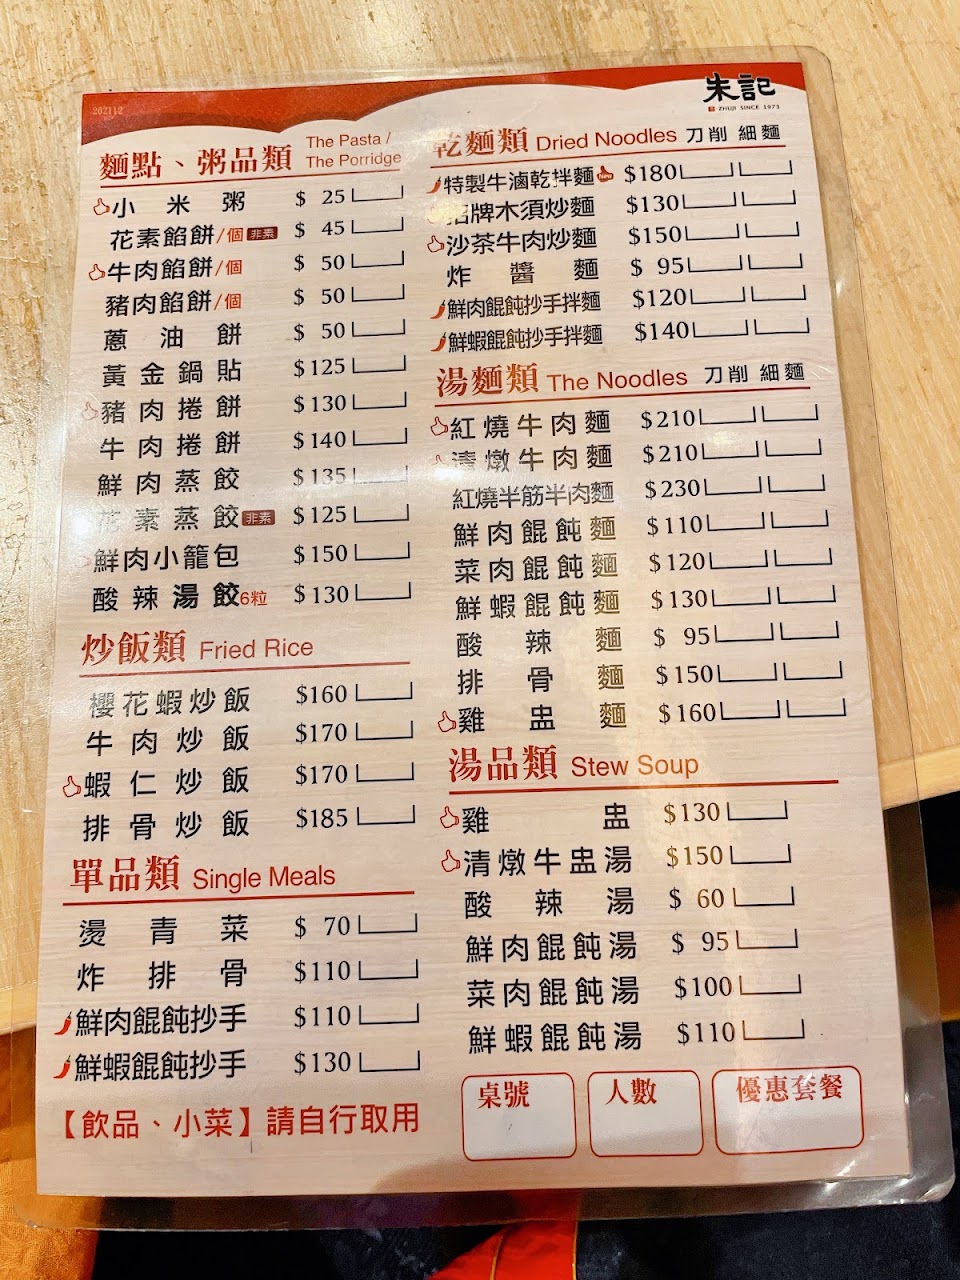 202112
朱記
ZHUJI SINCE 1973
麵點、粥品類 The Pasta / The Porridge
小米粥 $ 25
花素餡餅/個 非素 $ 45
牛肉餡餅/個 $ 50
豬肉餡餅/個 $ 50
蔥油餅 $ 50
黃金鍋貼 $125
豬肉捲餅 $130
牛肉捲餅 $140
鮮肉蒸餃 $135
花素蒸餃 非素 $125
鮮肉小籠包 $150
酸辣湯餃6粒 $130
炒飯類 Fried Rice
櫻花蝦炒飯 $160
牛肉炒飯 $170
蝦仁炒飯 $170
排骨炒飯 $185
單品類 Single Meals
燙青菜 $ 70
炸排骨 $110
鮮肉餛飩抄手 $110
鮮蝦餛飩抄手 $130
【飲品、小菜】請自行取用
乾麵類 Dried Noodles 刀削 細麵
特製牛滷乾拌麵 New $180
招牌木須炒麵 $130
沙茶牛肉炒麵 $150
炸醬麵 $ 95
鮮肉餛飩抄手拌麵 $120
鮮蝦餛飩抄手拌麵 $140
湯麵類 The Noodles 刀削 細麵
紅燒牛肉麵 $210
清燉牛肉麵 $210
紅燒半筋半肉麵 $230
鮮肉餛飩麵 $110
菜肉餛飩麵 $120
鮮蝦餛飩麵 $130
酸辣麵 $ 95
排骨麵 $150
雞盅麵 $160
湯品類 Stew Soup
雞盅 $130
清燉牛盅湯 $150
酸辣湯 $ 60
鮮肉餛飩湯 $ 95
菜肉餛飩湯 $100
鮮蝦餛飩湯 $110
桌號 人數 優惠套餐